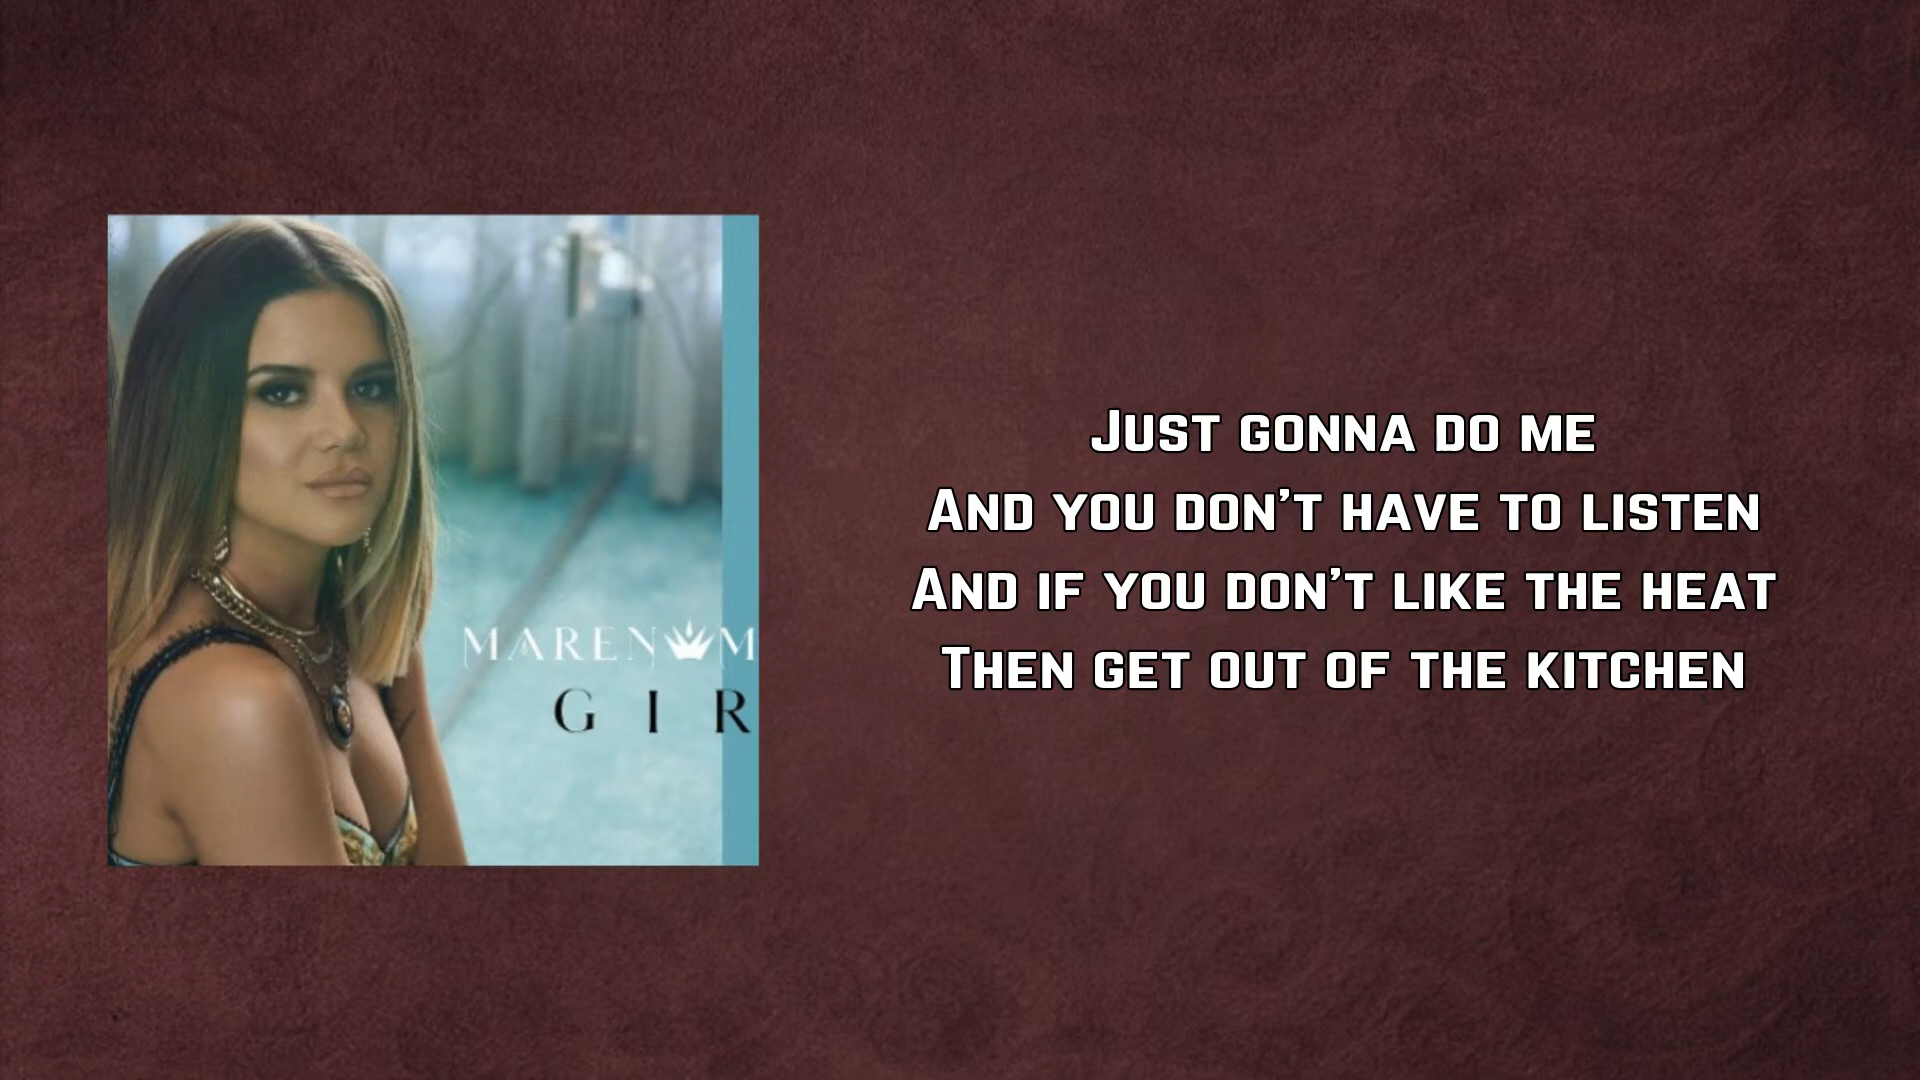 MAREN M
G I R
Just gonna do me
And you don't have to listen
And if you don't like the heat
Then get out of the kitchen